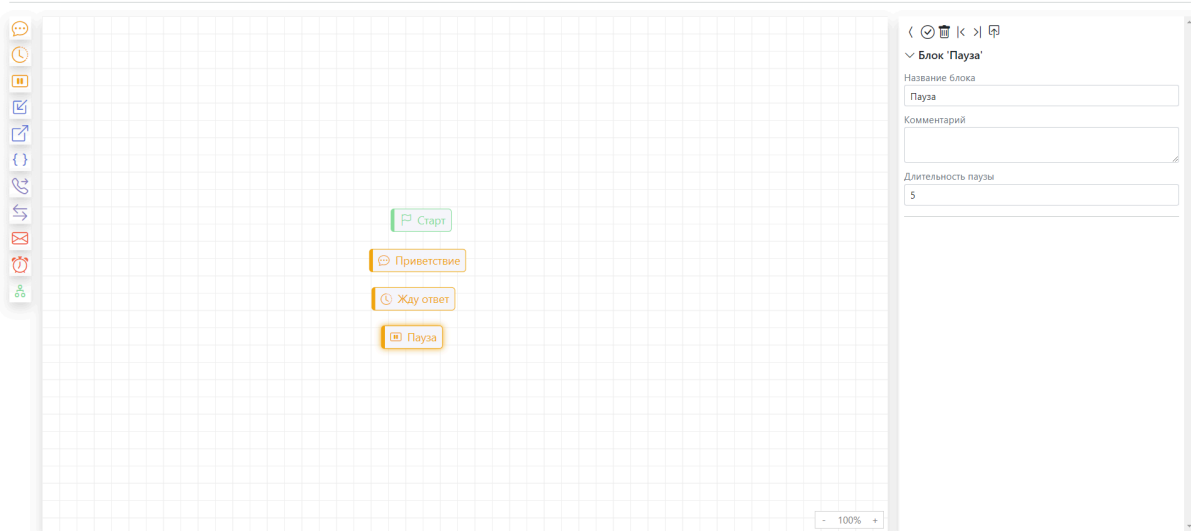 Блок 'Пауза'
Название блока
Пауза
Комментарий
Длительность паузы
5
Старт
Приветствие
Жду ответ
Пауза
- 100% +